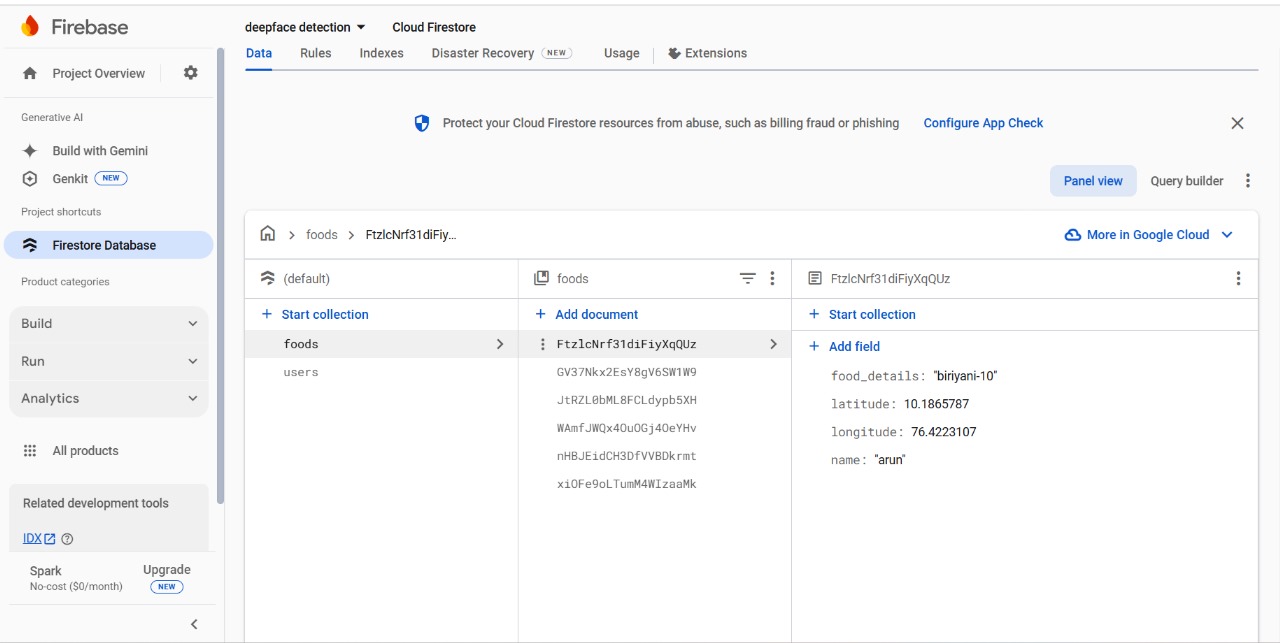 Firebase
Project Overview
Generative AI
Build with Gemini
Genkit NEW
Project shortcuts
Firestore Database
Product categories
Build
Run
Analytics
All products
Related development tools
IDX
Spark
No-cost ($0/month)
Upgrade
NEW
deepface detection
Cloud Firestore
Data Rules Indexes Disaster Recovery NEW Usage Extensions
Protect your Cloud Firestore resources from abuse, such as billing fraud or phishing Configure App Check
Panel view Query builder
foods FtzlcNrf31diFiy...
More in Google Cloud
(default)
+ Start collection
foods
users
foods
+ Add document
FtzlcNrf31diFiyXqQUz
GV37Nkx2EsY8gV6SW1W9
JtRZL0bML8FCLdypb5XH
WAmfJWQx4OuOGj4OeYHv
nHBJEidCH3DfVVBDkrmt
xiOFe9oLTumM4WIzaaMk
FtzlcNrf31diFiyXqQUz
+ Start collection
+ Add field
food_details: "biriyani-10"
latitude: 10.1865787
longitude: 76.4223107
name: "arun"